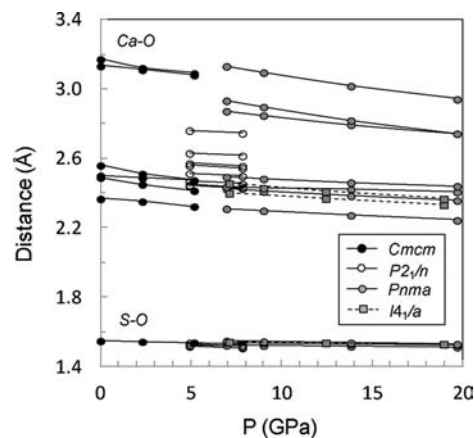 3.4
Ca-O
3.0
2.6
2.2
1.8
S-O
1.4
Distance (Å)
Cmcm
P2₁/n
Pnma
I4₁/a
0 5 10 15 20
P (GPa)